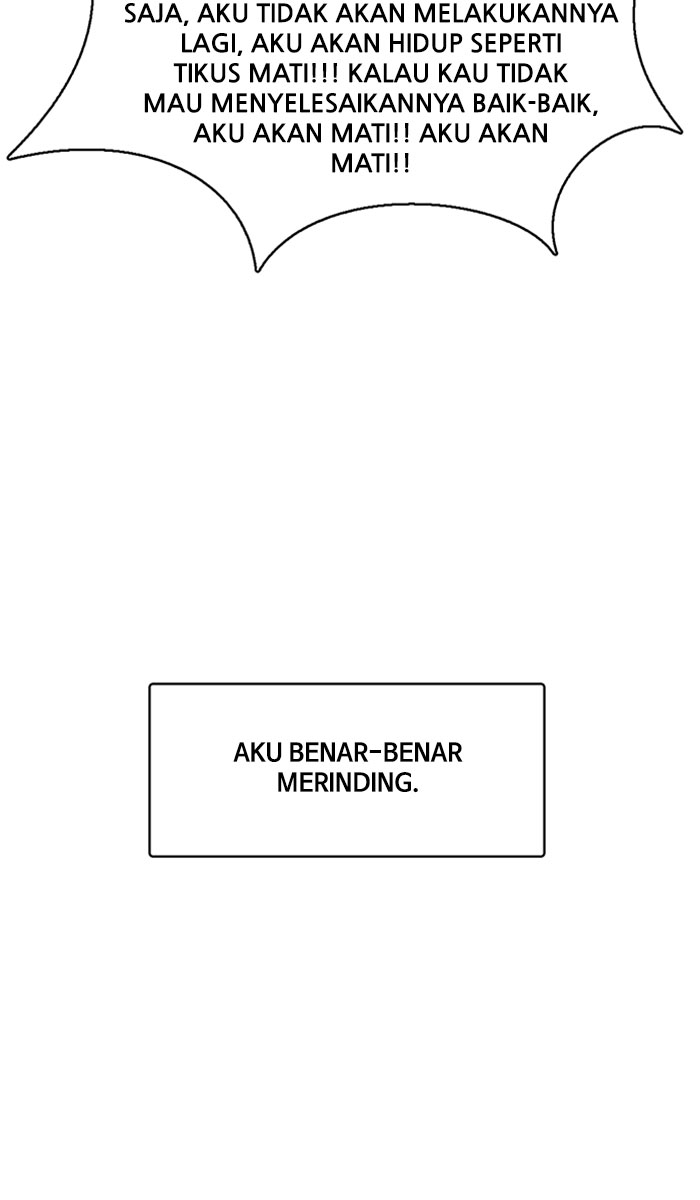 SAJA, AKU TIDAK AKAN MELAKUKANNYA
LAGI, AKU AKAN HIDUP SEPERTI
TIKUS MATI!!! KALAU KAU TIDAK
MAU MENYELESAIKANNYA BAIK-BAIK,
AKU AKAN MATI!! AKU AKAN
MATI!!
AKU BENAR-BENAR
MERINDING.